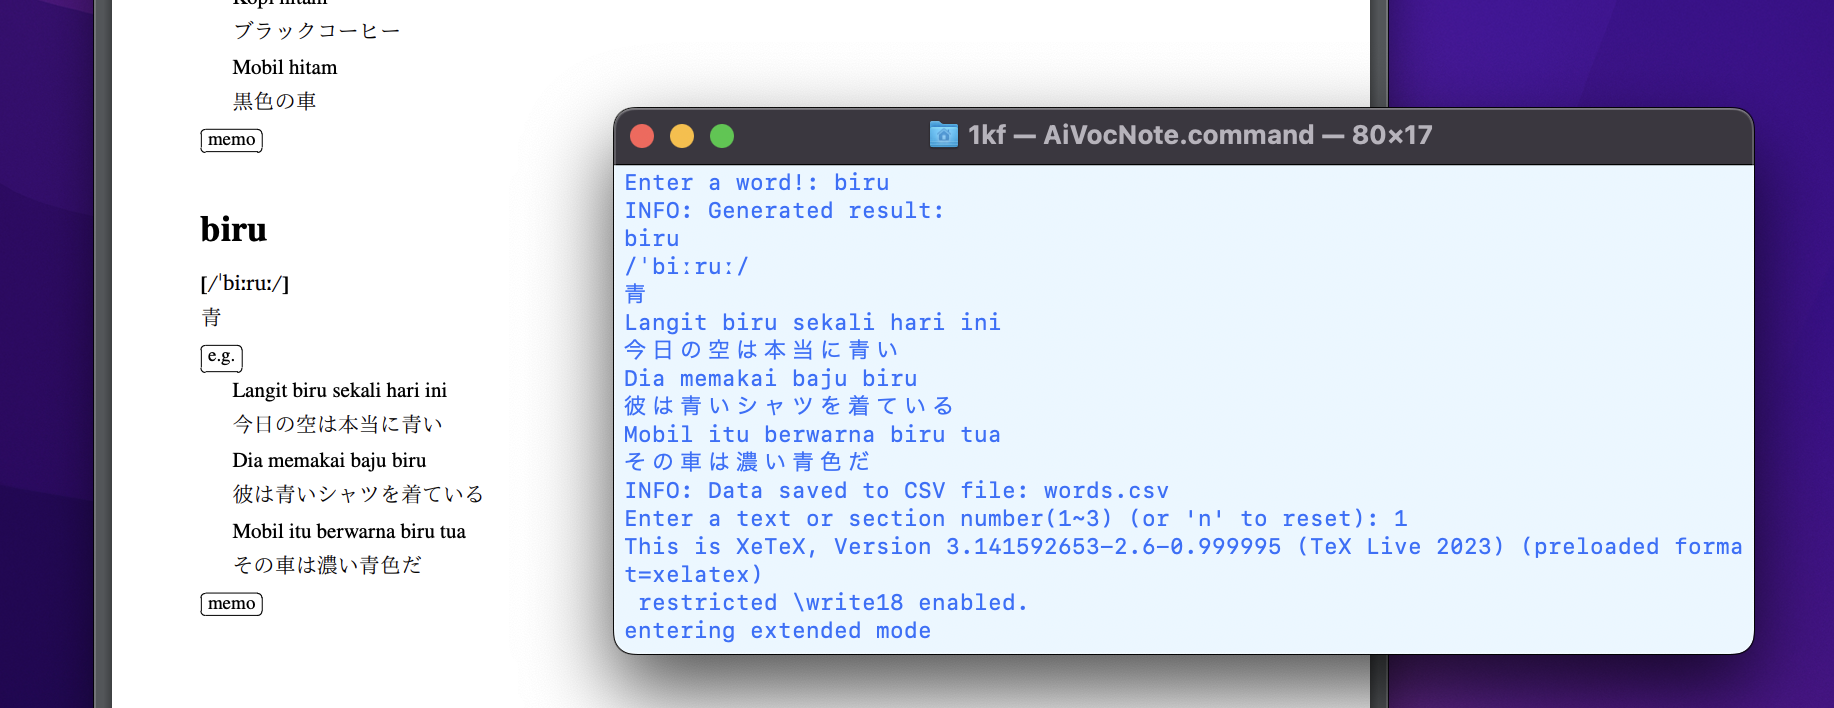 Kopi hitam
ブラックコーヒー
Mobil hitam
黒色の車
memo
biru
[/ˈbiːruː/]
青
e.g.
Langit biru sekali hari ini
今日の空は本当に青い
Dia memakai baju biru
彼は青いシャツを着ている
Mobil itu berwarna biru tua
その車は濃い青色だ
memo
1kf — AiVocNote.command — 80×17
Enter a word!: biru
INFO: Generated result:
biru
/ˈbiːruː/
青
Langit biru sekali hari ini
今日の空は本当に青い
Dia memakai baju biru
彼は青いシャツを着ている
Mobil itu berwarna biru tua
その車は濃い青色だ
INFO: Data saved to CSV file: words.csv
Enter a text or section number(1~3) (or 'n' to reset): 1
This is XeTeX, Version 3.141592653-2.6-0.999995 (TeX Live 2023) (preloaded forma
t=xelatex)
restricted \write18 enabled.
entering extended mode